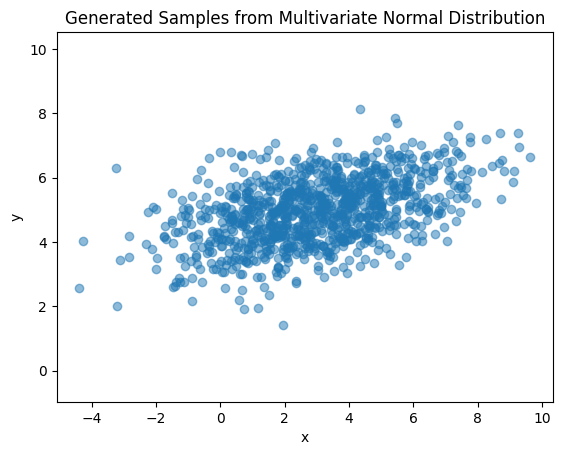 Generated Samples from Multivariate Normal Distribution
10
8
6
4
2
0
y
−4 −2 0 2 4 6 8 10
x